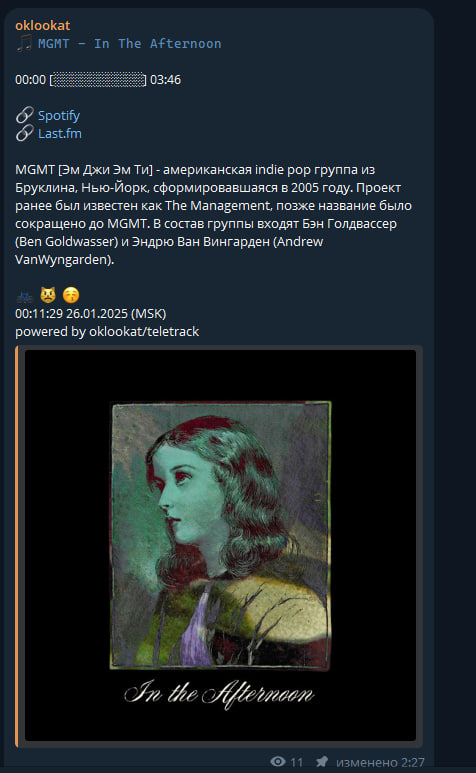 oklookat
🎵 MGMT - In The Afternoon
00:00 [░░░░░░░░░░░░░░░] 03:46
🔗 Spotify
🔗 Last.fm
MGMT [Эм Джи Эм Ти] - американская indie pop группа из
Бруклина, Нью-Йорк, сформировавшаяся в 2005 году. Проект
ранее был известен как The Management, позже название было
сокращено до MGMT. В состав группы входят Бэн Голдвассер
(Ben Goldwasser) и Эндрю Ван Вингарден (Andrew
VanWyngarden).
🚲 😾 😚
00:11:29 26.01.2025 (MSK)
powered by oklookat/teletrack
In the Afternoon
11 изменено 2:27